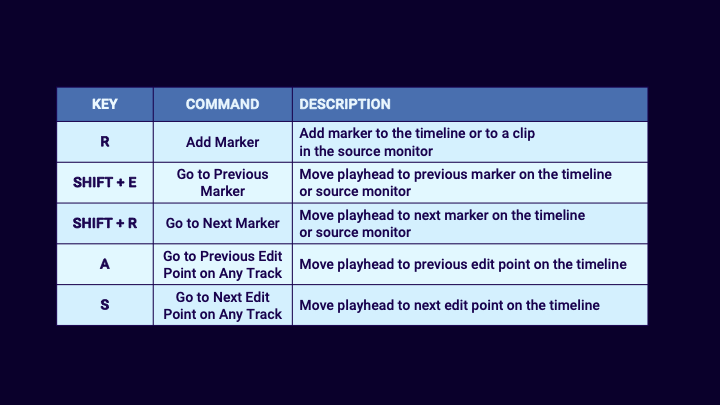 KEY COMMAND DESCRIPTION
R Add Marker Add marker to the timeline or to a clip
in the source monitor
SHIFT + E Go to Previous Move playhead to previous marker on the timeline
Marker or source monitor
SHIFT + R Go to Next Marker Move playhead to next marker on the timeline
or source monitor
A Go to Previous Edit Move playhead to previous edit point on the timeline
Point on Any Track
S Go to Next Edit Move playhead to next edit point on the timeline
Point on Any Track